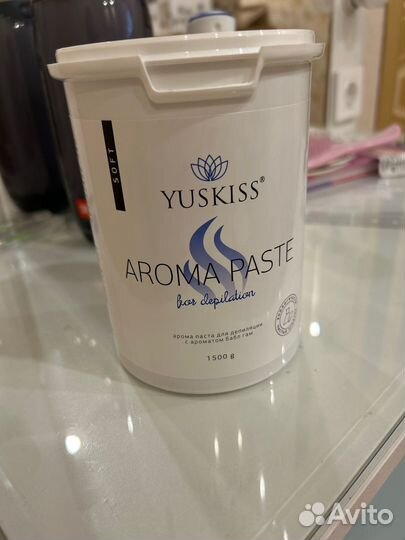 SOFT
YUSKISS®
AROMA PASTE
for depilation
арома паста для депиляции
с ароматом бабл гам
1500 g
Avito